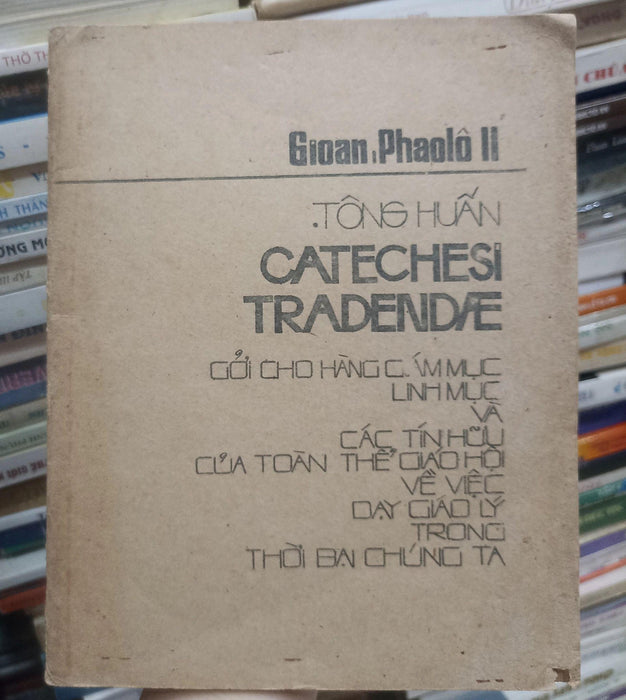 Gioan Phaolô II
TÔNG HUẤN
CATECHESI
TRADENDÆ
GỞI CHO HÀNG GIÁM MỤC
LINH MỤC
VÀ
CÁC TÍN HỮU
CỦA TOÀN THỂ GIÁO HỘI
VỀ VIỆC
DẠY GIÁO LÝ
TRONG
THỜI ĐẠI CHÚNG TA